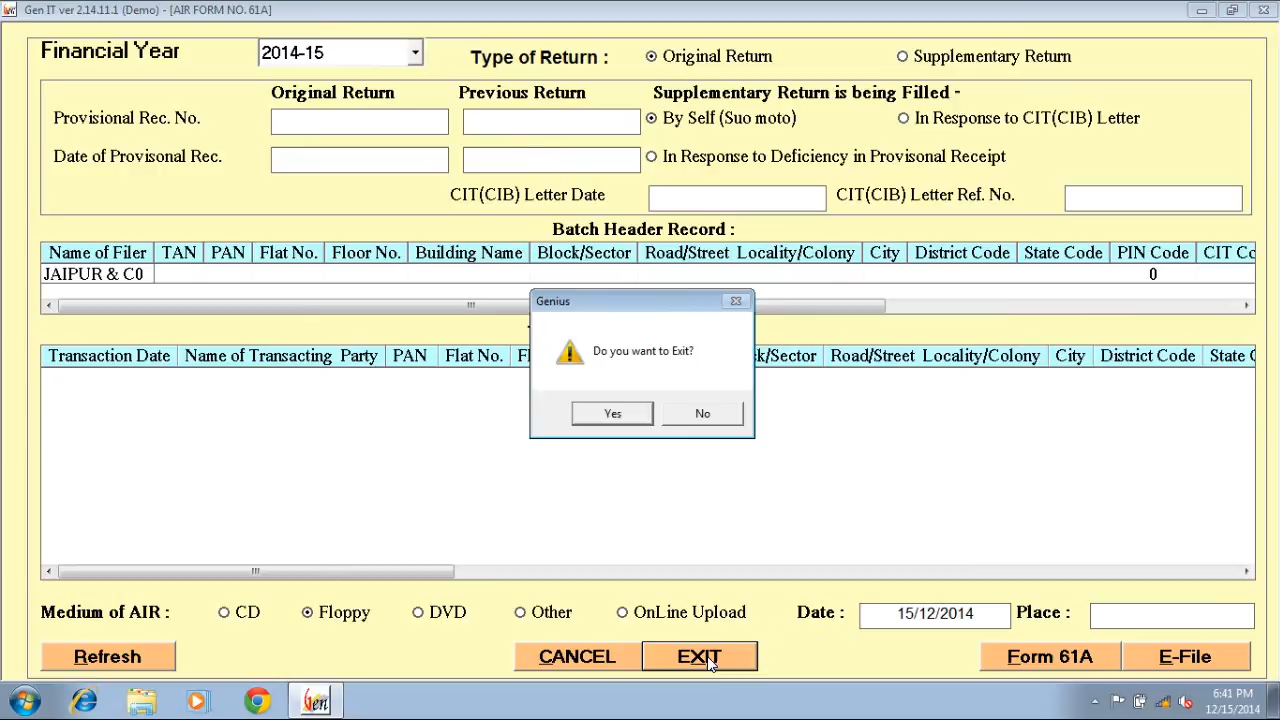 Gen IT ver 2.14.11.1 (Demo) - [AIR FORM NO. 61A]
Financial Year 2014-15 Type of Return : Original Return Supplementary Return
Original Return Previous Return Supplementary Return is being Filled -
Provisional Rec. No. By Self (Suo moto) In Response to CIT(CIB) Letter
Date of Provisonal Rec. In Response to Deficiency in Provisonal Receipt
CIT(CIB) Letter Date CIT(CIB) Letter Ref. No.
Batch Header Record :
Name of Filer TAN PAN Flat No. Floor No. Building Name Block/Sector Road/Street Locality/Colony City District Code State Code PIN Code CIT
JAIPUR & C0 0
Genius
Transaction Date Name of Transacting Party PAN Flat No. Road/Street Locality/Colony City District Code State
Do you want to Exit?
Yes No
Medium of AIR : CD Floppy DVD Other OnLine Upload Date : 15/12/2014 Place :
Refresh CANCEL EXIT Form 61A E-File
Gen 6:41 PM
12/15/2014